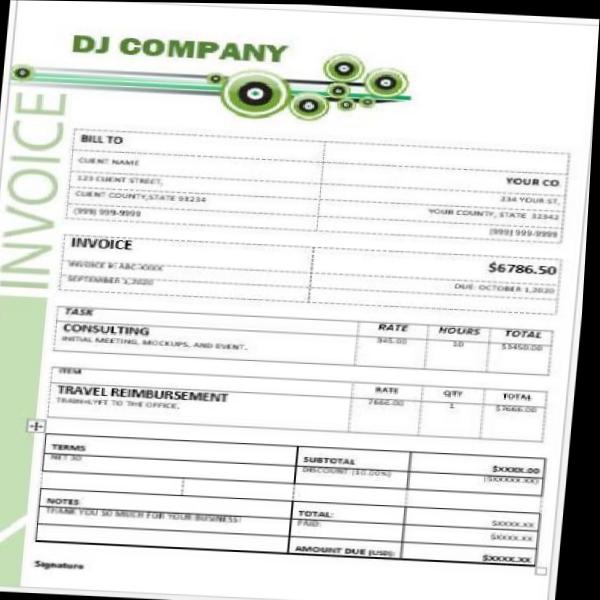 DJ COMPANY
INVOICE
BILL TO
CLIENT NAME
123 CLIENT STREET,
CLIENT COUNTY,STATE 93234
(999) 999-9999
YOUR CO
234 YOUR ST,
YOUR COUNTY, STATE 32342
(999) 999-9999
INVOICE
INVOICE #: ABC-XXXX
SEPTEMBER 1,2020
$6786.50
DUE: OCTOBER 1,2020
TASK RATE HOURS TOTAL
CONSULTING 345.00 10 $3450.00
INITIAL MEETING, MOCKUPS, AND EVENT.
ITEM RATE QTY TOTAL
TRAVEL REIMBURSEMENT 7666.00 1 $7666.00
TRAIN+LYFT TO THE OFFICE.
TERMS
NET 30
SUBTOTAL $XXXX.00
DISCOUNT (10.00%) ($XXXXX.XX)
NOTES:
THANK YOU SO MUCH FOR YOUR BUSINESS!
TOTAL: $XXXX.XX
PAID: $XXXX.XX
AMOUNT DUE (USD): $XXXX.XX
Signature